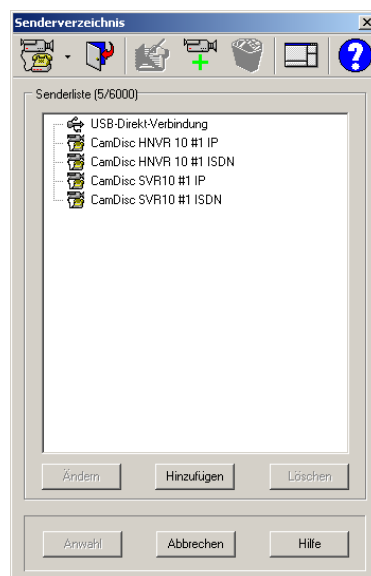 Senderverzeichnis
Senderliste (5/6000)
USB-Direkt-Verbindung
CamDisc HNVR 10 #1 IP
CamDisc HNVR 10 #1 ISDN
CamDisc SVR10 #1 IP
CamDisc SVR10 #1 ISDN
Ändern Hinzufügen Löschen
Anwahl Abbrechen Hilfe